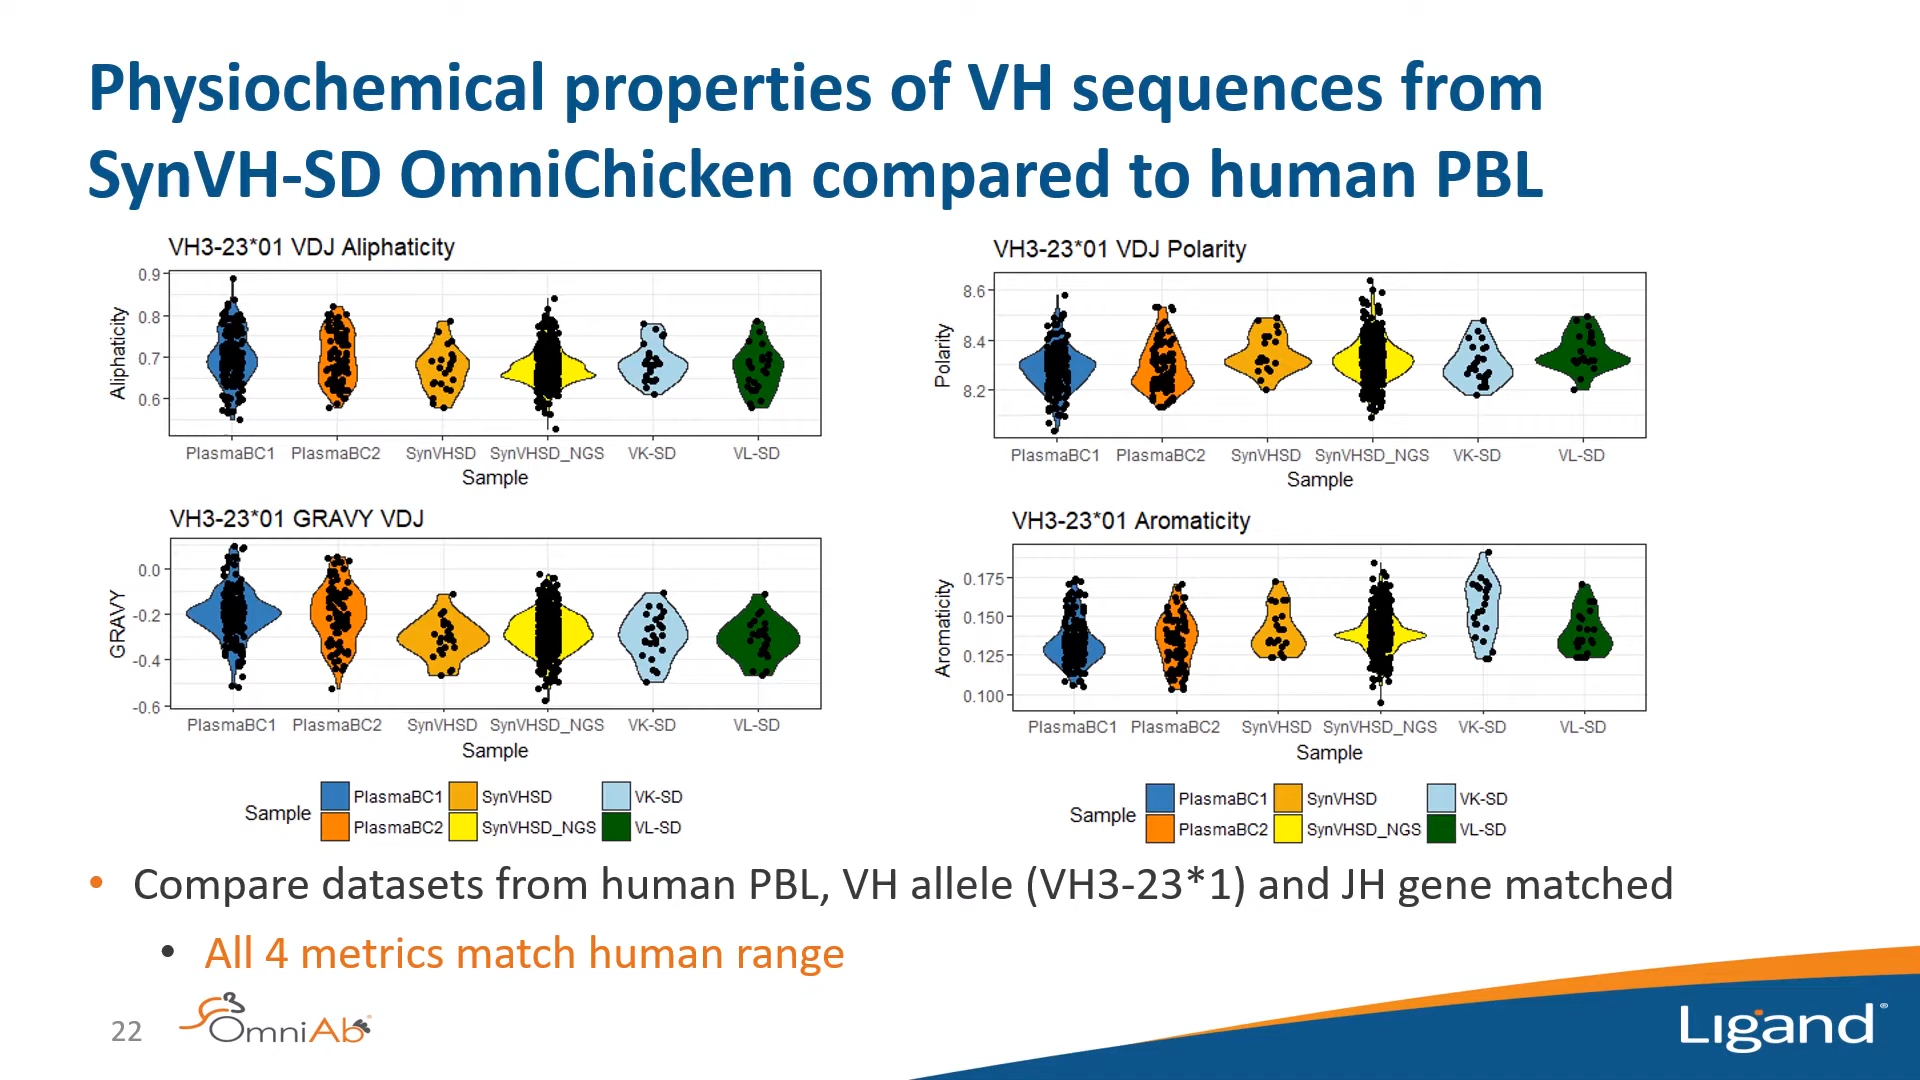 Physiochemical properties of VH sequences from
SynVH-SD OmniChicken compared to human PBL
VH3-23*01 VDJ Aliphaticity
Aliphaticity
0.9
0.8
0.7
0.6
PlasmaBC1 PlasmaBC2 SynVHSD SynVHSD_NGS VK-SD VL-SD
Sample
VH3-23*01 VDJ Polarity
Polarity
8.6
8.4
8.2
PlasmaBC1 PlasmaBC2 SynVHSD SynVHSD_NGS VK-SD VL-SD
Sample
VH3-23*01 GRAVY VDJ
GRAVY
0.0
-0.2
-0.4
-0.6
PlasmaBC1 PlasmaBC2 SynVHSD SynVHSD_NGS VK-SD VL-SD
Sample
VH3-23*01 Aromaticity
Aromaticity
0.175
0.150
0.125
0.100
PlasmaBC1 PlasmaBC2 SynVHSD SynVHSD_NGS VK-SD VL-SD
Sample
Sample
PlasmaBC1 SynVHSD VK-SD
PlasmaBC2 SynVHSD_NGS VL-SD
Sample
PlasmaBC1 SynVHSD VK-SD
PlasmaBC2 SynVHSD_NGS VL-SD
• Compare datasets from human PBL, VH allele (VH3-23*1) and JH gene matched
• All 4 metrics match human range
22
OmniAb
Ligand®